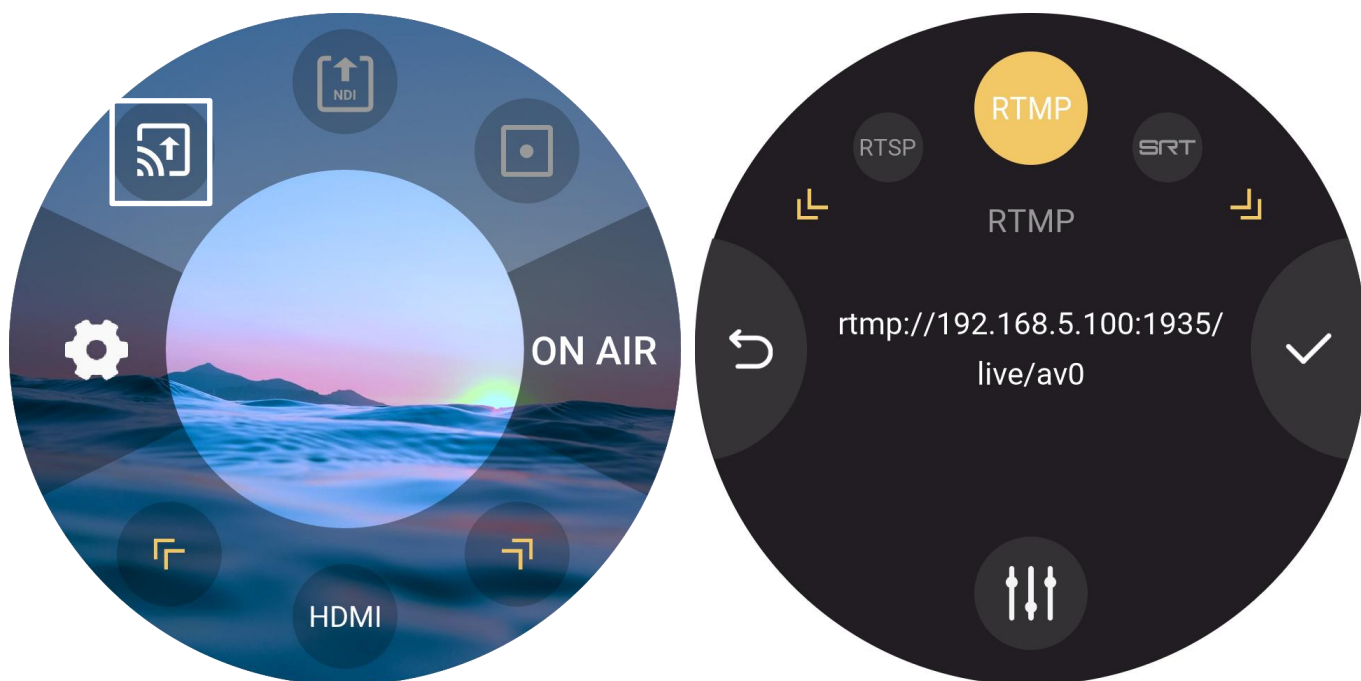 NDI
ON AIR
HDMI
RTMP
RTSP
SRT
RTMP
rtmp://192.168.5.100:1935/
live/av0